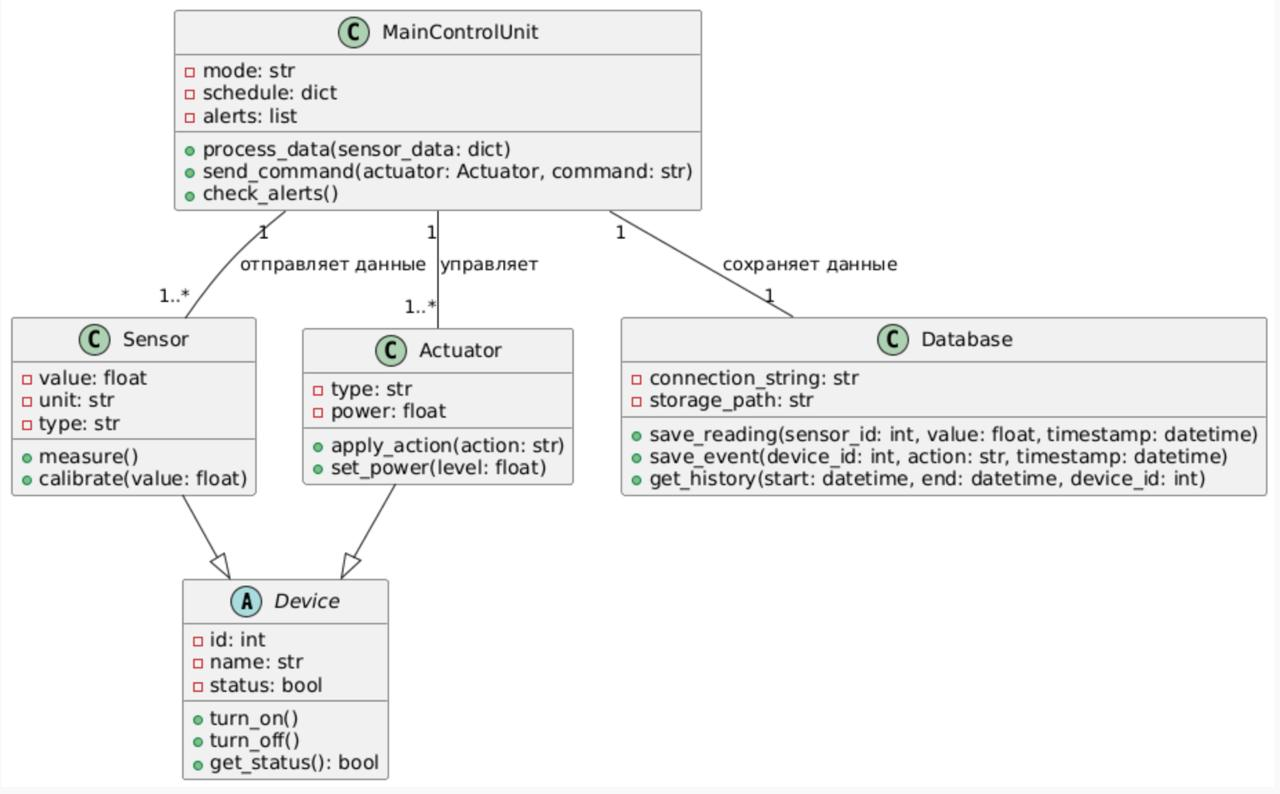 C MainControlUnit
mode: str
schedule: dict
alerts: list
process_data(sensor_data: dict)
send_command(actuator: Actuator, command: str)
check_alerts()
1 1 1
отправляет данные управляет сохраняет данные
1..* 1..* 1
C Sensor
value: float
unit: str
type: str
measure()
calibrate(value: float)
C Actuator
type: str
power: float
apply_action(action: str)
set_power(level: float)
C Database
connection_string: str
storage_path: str
save_reading(sensor_id: int, value: float, timestamp: datetime)
save_event(device_id: int, action: str, timestamp: datetime)
get_history(start: datetime, end: datetime, device_id: int)
A Device
id: int
name: str
status: bool
turn_on()
turn_off()
get_status(): bool